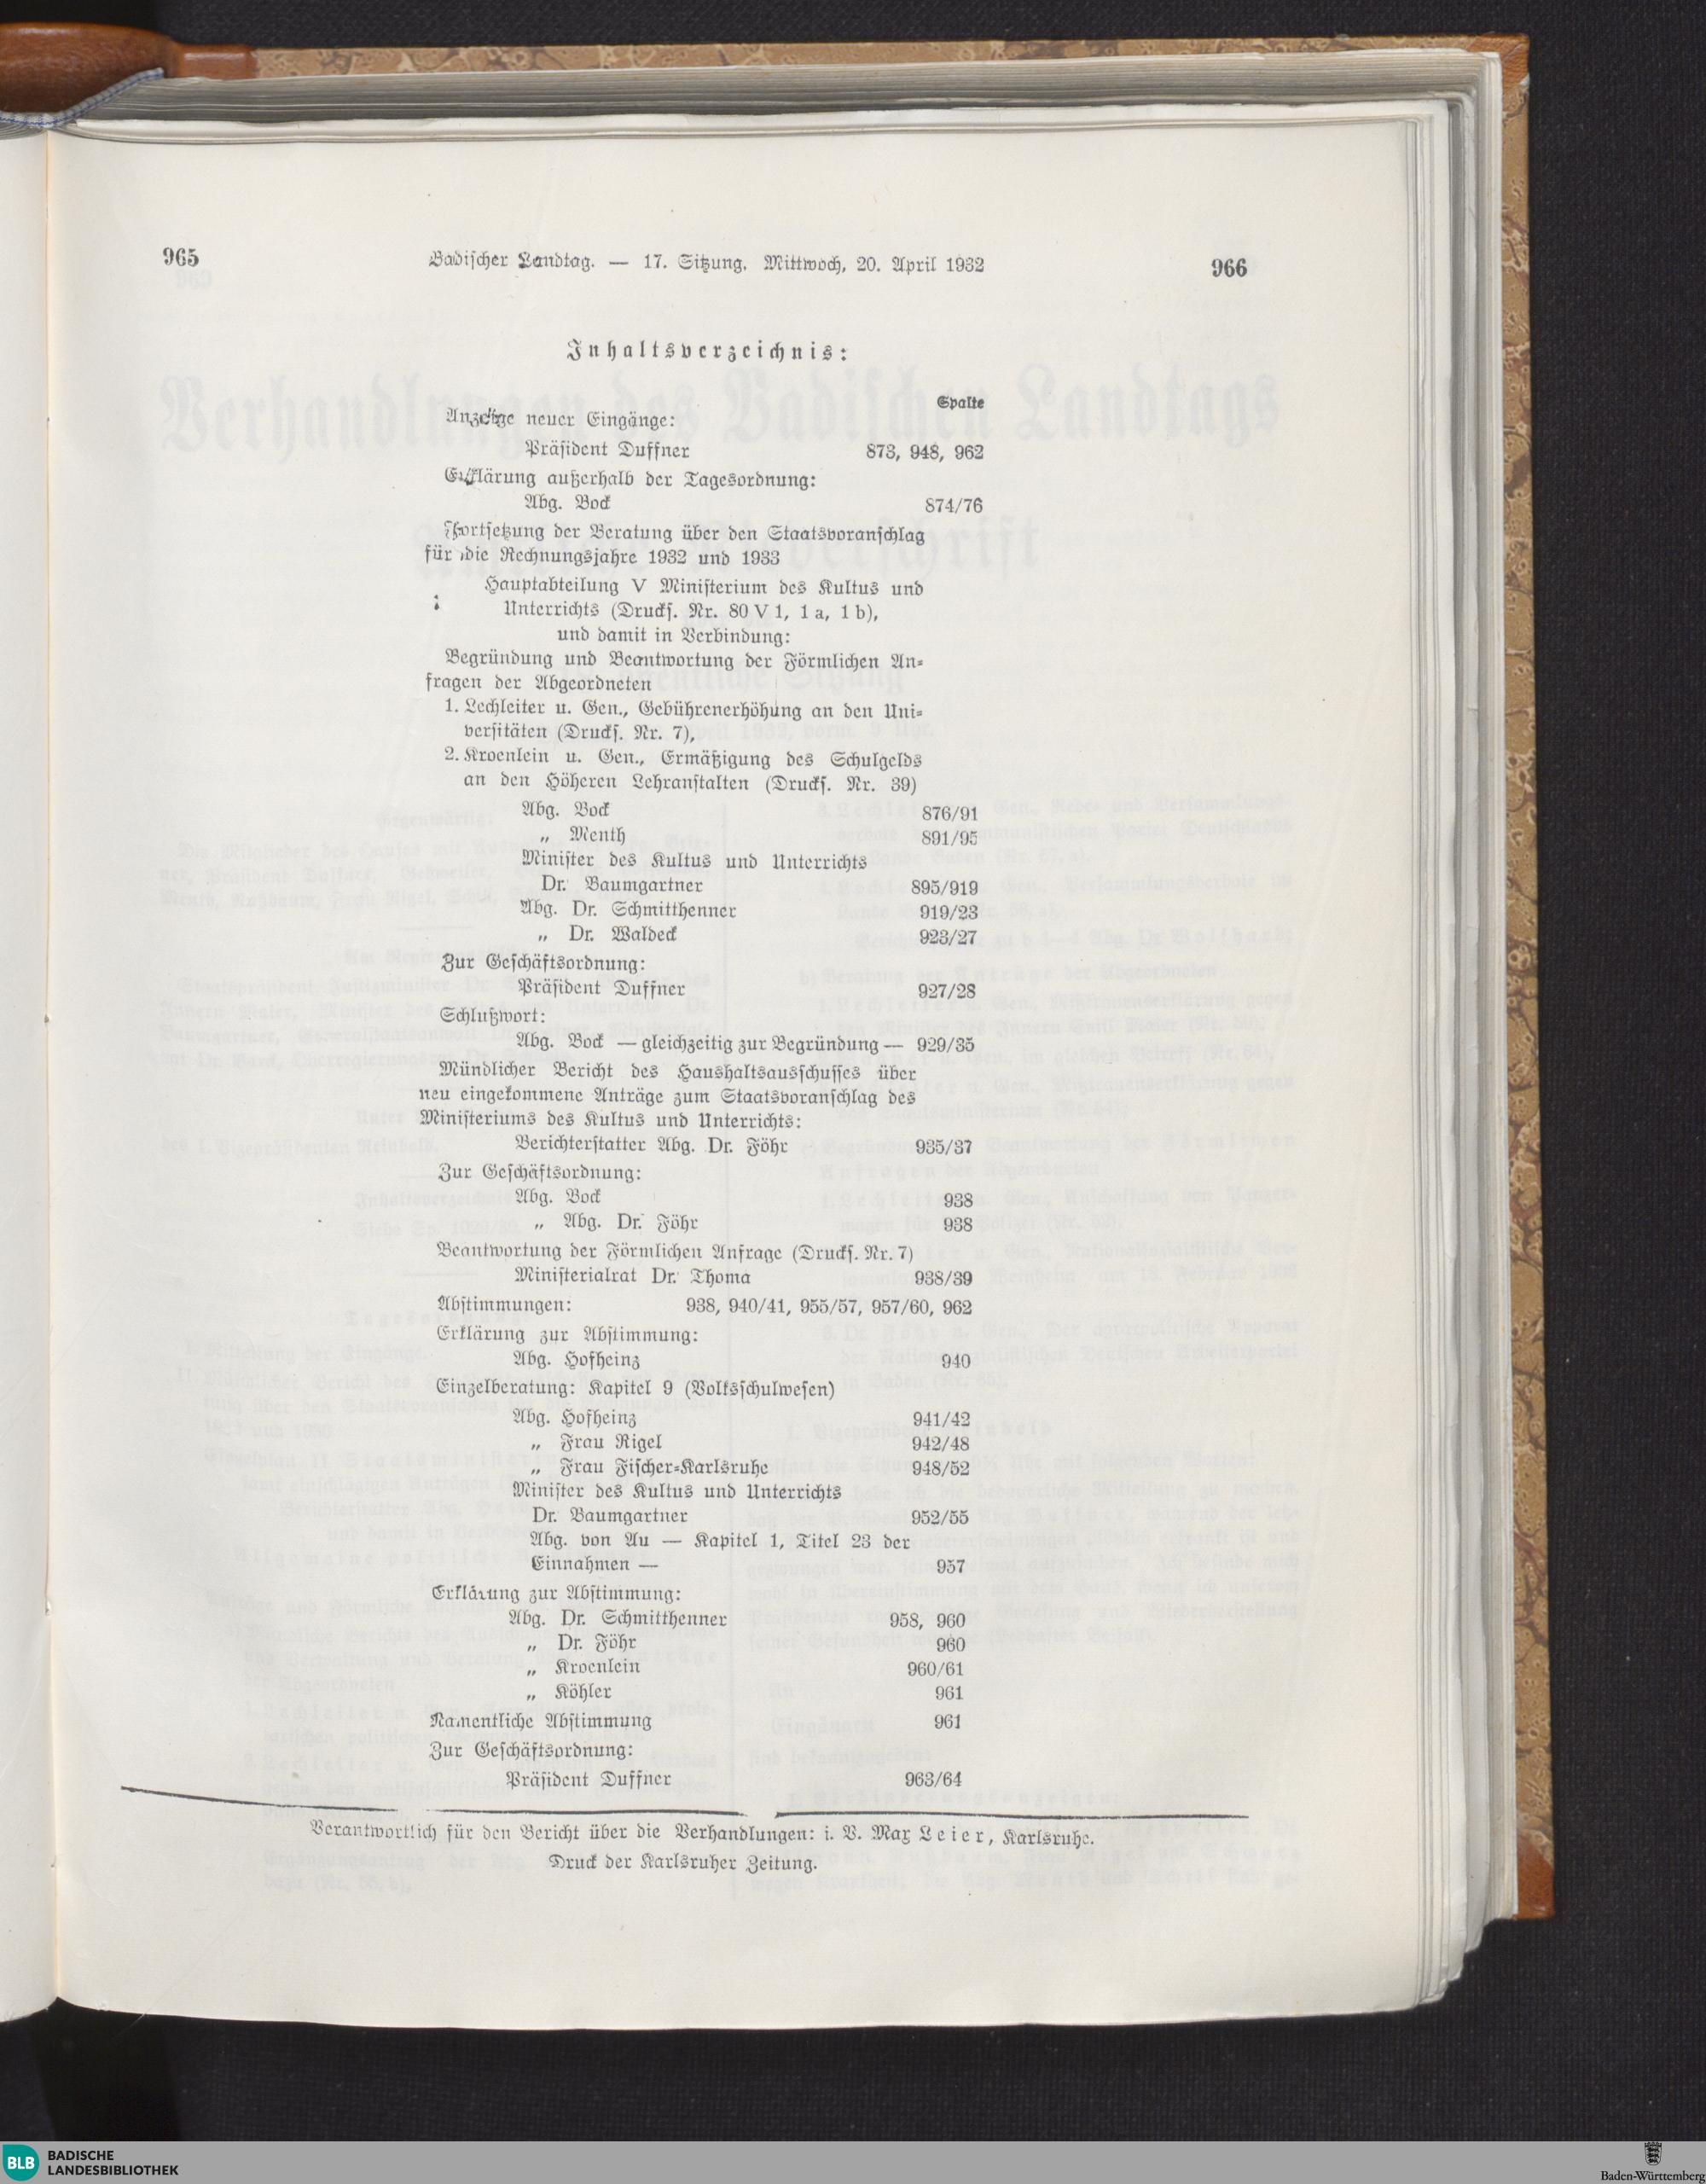 965
Badischer Landtag. — 17. Sitzung. Mittwoch, 20. April 1932
966
Inhaltsverzeichnis:
Spalte
Anzeige neuer Eingänge:
Präsident Duffner 873, 948, 962
Erklärung außerhalb der Tagesordnung:
Abg. Bock 874/76
Fortsetzung der Beratung über den Staatsvoranschlag
für die Rechnungsjahre 1932 und 1933
Hauptabteilung V Ministerium des Kultus und
Unterrichts (Drucks. Nr. 80 V 1, 1 a, 1 b),
und damit in Verbindung:
Begründung und Beantwortung der Förmlichen An-
fragen der Abgeordneten
1. Lechleiter u. Gen., Gebührenerhöhung an den Uni-
versitäten (Drucks. Nr. 7),
2. Kroenlein u. Gen., Ermäßigung des Schulgelds
an den Höheren Lehranstalten (Drucks. Nr. 39)
Abg. Bock 876/91
„ Menth 891/95
Minister des Kultus und Unterrichts
Dr. Baumgartner 895/919
Abg. Dr. Schmitthenner 919/23
„ Dr. Waldeck 923/27
Zur Geschäftsordnung:
Präsident Duffner 927/28
Schlußwort:
Abg. Bock — gleichzeitig zur Begründung — 929/35
Mündlicher Bericht des Haushaltsausschusses über
neu eingekommene Anträge zum Staatsvoranschlag des
Ministeriums des Kultus und Unterrichts:
Berichterstatter Abg. Dr. Föhr 935/37
Zur Geschäftsordnung:
Abg. Bock 938
„ Abg. Dr. Föhr 938
Beantwortung der Förmlichen Anfrage (Drucks. Nr. 7)
Ministerialrat Dr. Thoma 938/39
Abstimmungen: 938, 940/41, 955/57, 957/60, 962
Erklärung zur Abstimmung:
Abg. Hofheinz 940
Einzelberatung: Kapitel 9 (Volksschulwesen)
Abg. Hofheinz 941/42
„ Frau Rigel 942/48
„ Frau Fischer-Karlsruhe 948/52
Minister des Kultus und Unterrichts
Dr. Baumgartner 952/55
Abg. von Au — Kapitel 1, Titel 23 der
Einnahmen — 957
Erklärung zur Abstimmung:
Abg. Dr. Schmitthenner 958, 960
„ Dr. Föhr 960
„ Kroenlein 960/61
„ Köhler 961
Namentliche Abstimmung 961
Zur Geschäftsordnung:
Präsident Duffner 963/64
Verantwortlich für den Bericht über die Verhandlungen: i. V. Max Leier, Karlsruhe.
Druck der Karlsruher Zeitung.
BLB BADISCHE
LANDESBIBLIOTHEK
Baden-Württemberg